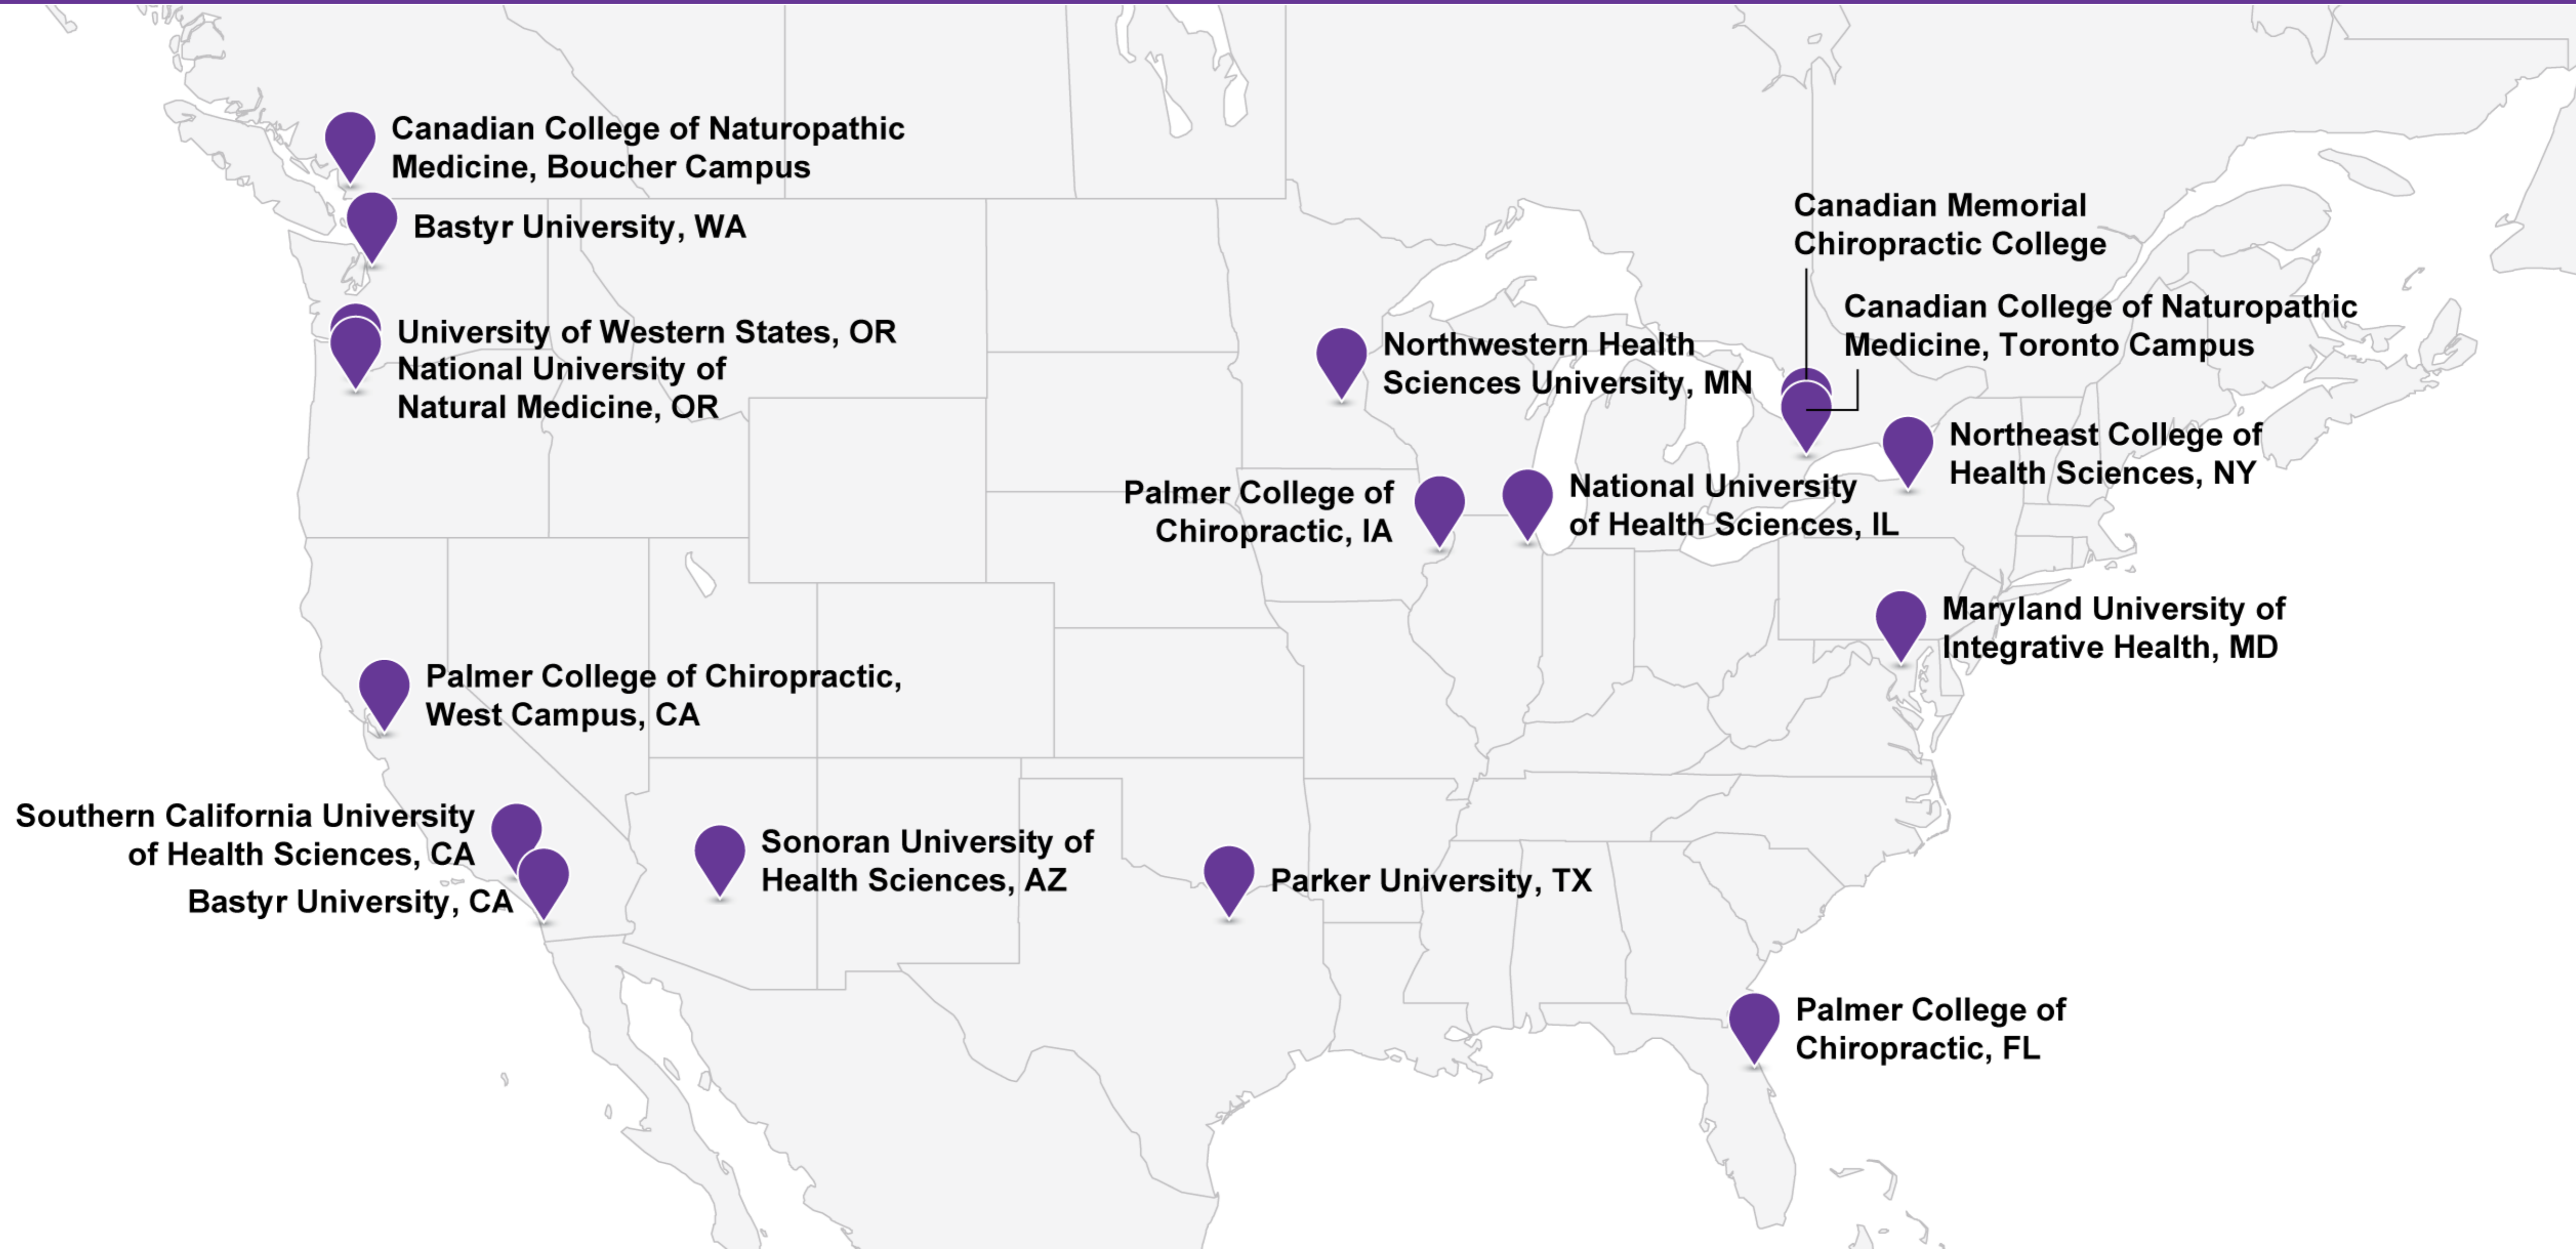 Canadian College of Naturopathic
Medicine, Boucher Campus
Bastyr University, WA
University of Western States, OR
National University of
Natural Medicine, OR
Palmer College of Chiropractic,
West Campus, CA
Southern California University
of Health Sciences, CA
Bastyr University, CA
Sonoran University of
Health Sciences, AZ
Parker University, TX
Northwestern Health
Sciences University, MN
Palmer College of
Chiropractic, IA
National University
of Health Sciences, IL
Canadian Memorial
Chiropractic College
Canadian College of Naturopathic
Medicine, Toronto Campus
Northeast College of
Health Sciences, NY
Maryland University of
Integrative Health, MD
Palmer College of
Chiropractic, FL